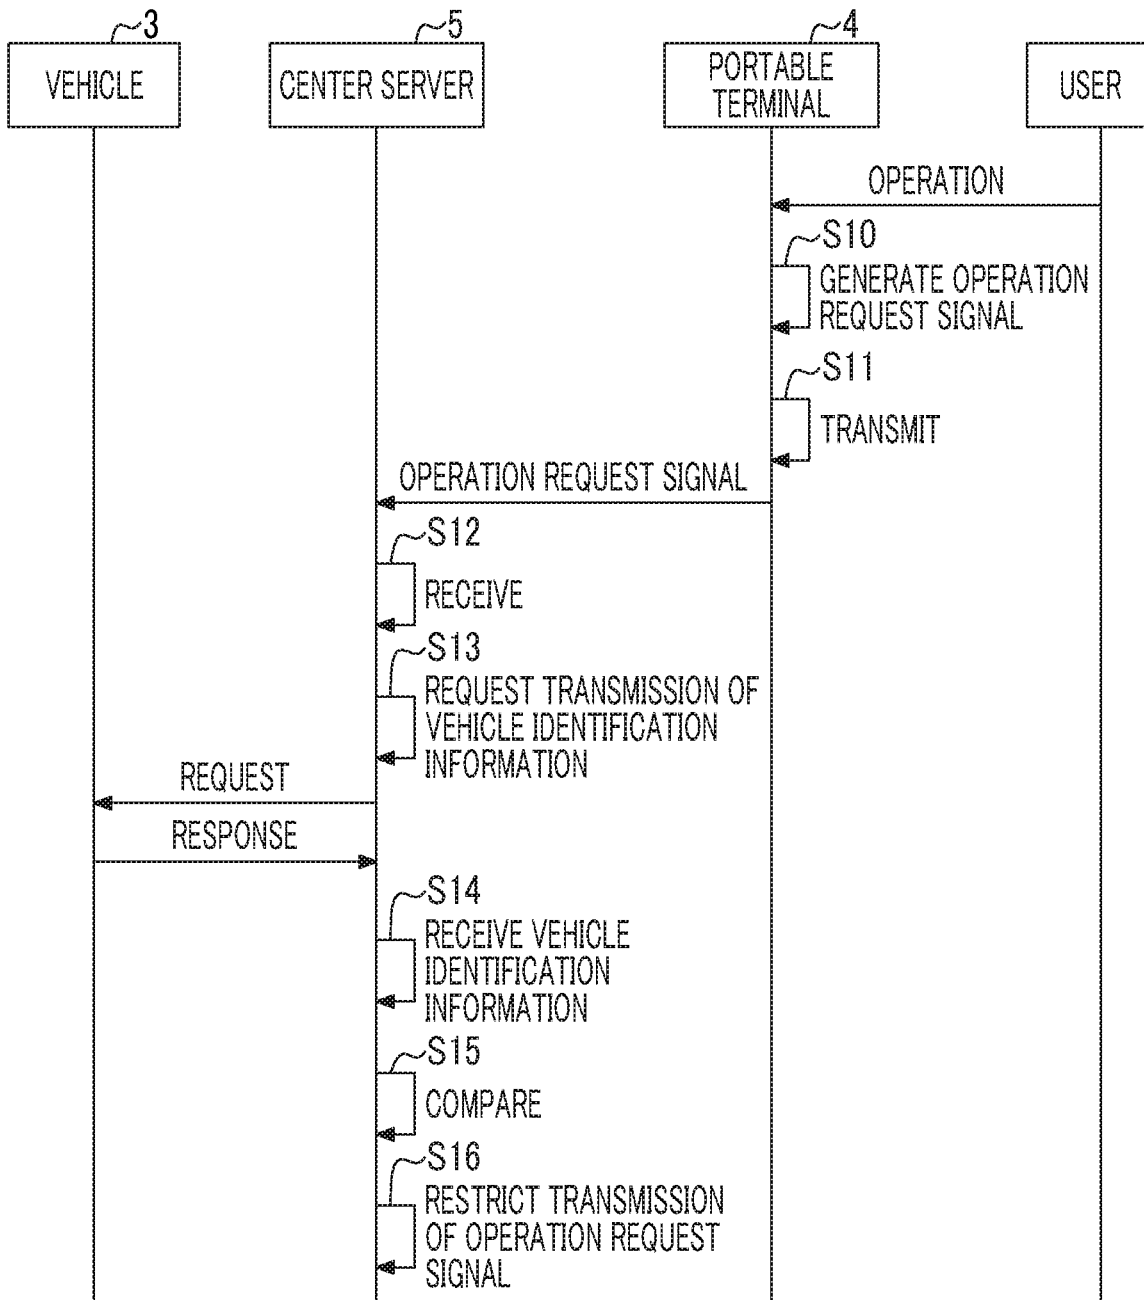 3
5
4
VEHICLE
CENTER SERVER
PORTABLE
TERMINAL
USER
OPERATION
S10
GENERATE OPERATION
REQUEST SIGNAL
S11
TRANSMIT
OPERATION REQUEST SIGNAL
S12
RECEIVE
S13
REQUEST TRANSMISSION OF
VEHICLE IDENTIFICATION
INFORMATION
REQUEST
RESPONSE
S14
RECEIVE VEHICLE
IDENTIFICATION
INFORMATION
S15
COMPARE
S16
RESTRICT TRANSMISSION
OF OPERATION REQUEST
SIGNAL